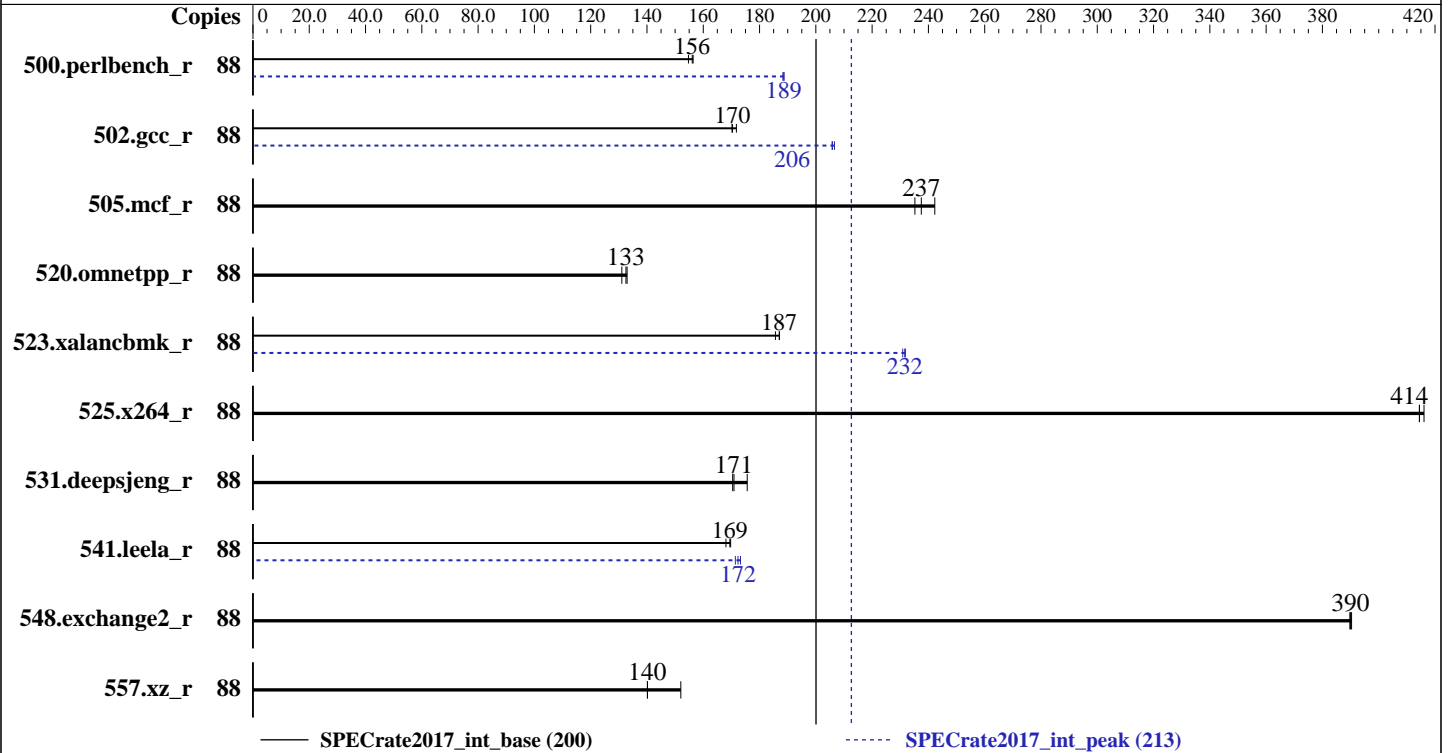 Copies 0 20.0 40.0 60.0 80.0 100 120 140 160 180 200 220 240 260 280 300 320 340 360 380 420
500.perlbench_r 88 156
189
502.gcc_r 88 170
206
505.mcf_r 88 237
520.omnetpp_r 88 133
523.xalancbmk_r 88 187
232
525.x264_r 88 414
531.deepsjeng_r 88 171
541.leela_r 88 169
172
548.exchange2_r 88 390
557.xz_r 88 140
SPECrate2017_int_base (200) SPECrate2017_int_peak (213)